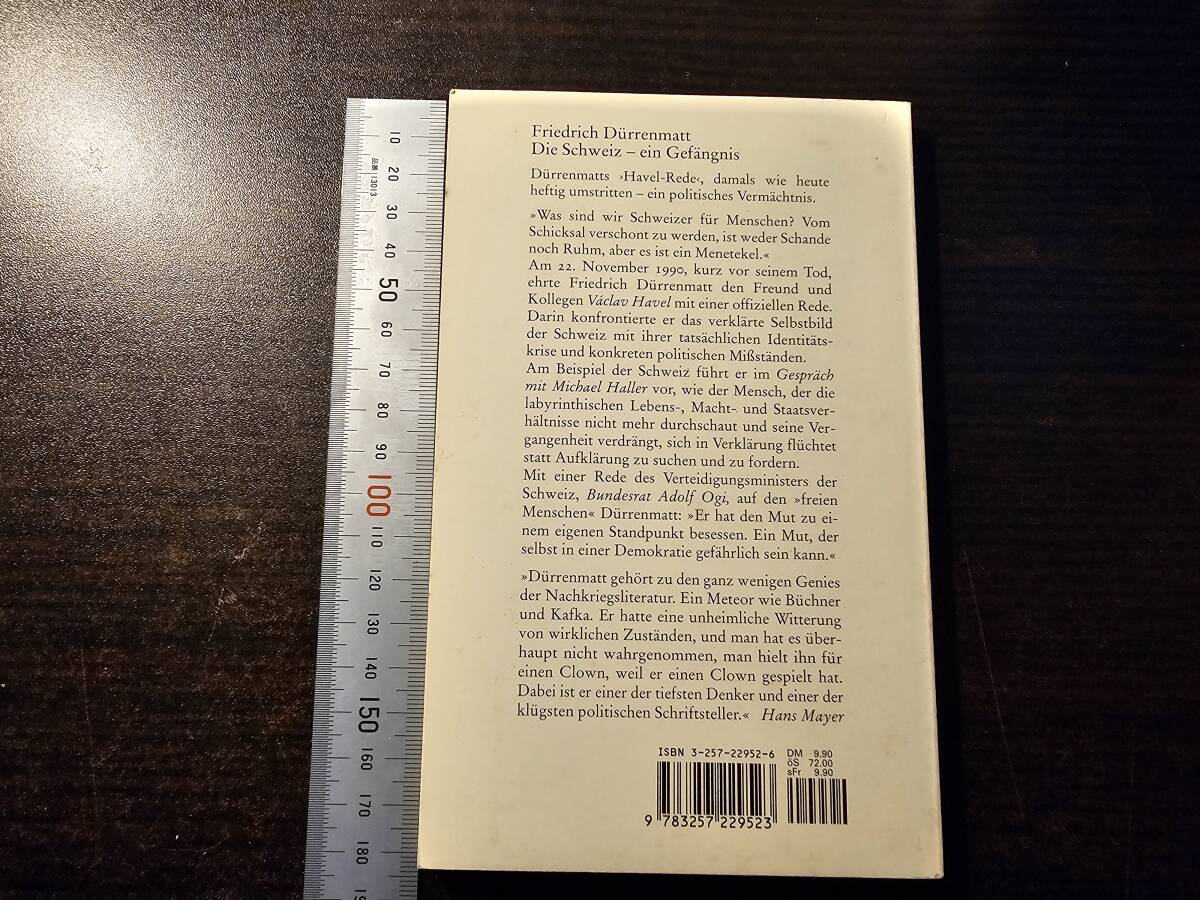 Friedrich Dürrenmatt
Die Schweiz – ein Gefängnis
Dürrenmatts ›Havel-Rede‹, damals wie heute
heftig umstritten – ein politisches Vermächtnis.
»Was sind wir Schweizer für Menschen? Vom
Schicksal verschont zu werden, ist weder Schande
noch Ruhm, aber es ist ein Menetekel.«
Am 22. November 1990, kurz vor seinem Tod,
ehrte Friedrich Dürrenmatt den Freund und
Kollegen Václav Havel mit einer offiziellen Rede.
Darin konfrontierte er das verklärte Selbstbild
der Schweiz mit ihrer tatsächlichen Identitäts-
krise und konkreten politischen Mißständen.
Am Beispiel der Schweiz führt er im Gespräch
mit Michael Haller vor, wie der Mensch, der die
labyrinthischen Lebens-, Macht- und Staatsver-
hältnisse nicht mehr durchschaut und seine Ver-
gangenheit verdrängt, sich in Verklärung flüchtet
statt Aufklärung zu suchen und zu fordern.
Mit einer Rede des Verteidigungsministers der
Schweiz, Bundesrat Adolf Ogi, auf den »freien
Menschen« Dürrenmatt: »Er hat den Mut zu ei-
nem eigenen Standpunkt besessen. Ein Mut, der
selbst in einer Demokratie gefährlich sein kann.«
»Dürrenmatt gehört zu den ganz wenigen Genies
der Nachkriegsliteratur. Ein Meteor wie Büchner
und Kafka. Er hatte eine unheimliche Witterung
von wirklichen Zuständen, und man hat es über-
haupt nicht wahrgenommen, man hielt ihn für
einen Clown, weil er einen Clown gespielt hat.
Dabei ist er einer der tiefsten Denker und einer der
klügsten politischen Schriftsteller.« Hans Mayer
ISBN 3-257-22952-6
DM 9.90
öS 72.00
sFr 9.90
9 783257 229523
10
20
品番 13013
30
40
50
60
70
80
90
100
110
120
130
140
150
160
170
180